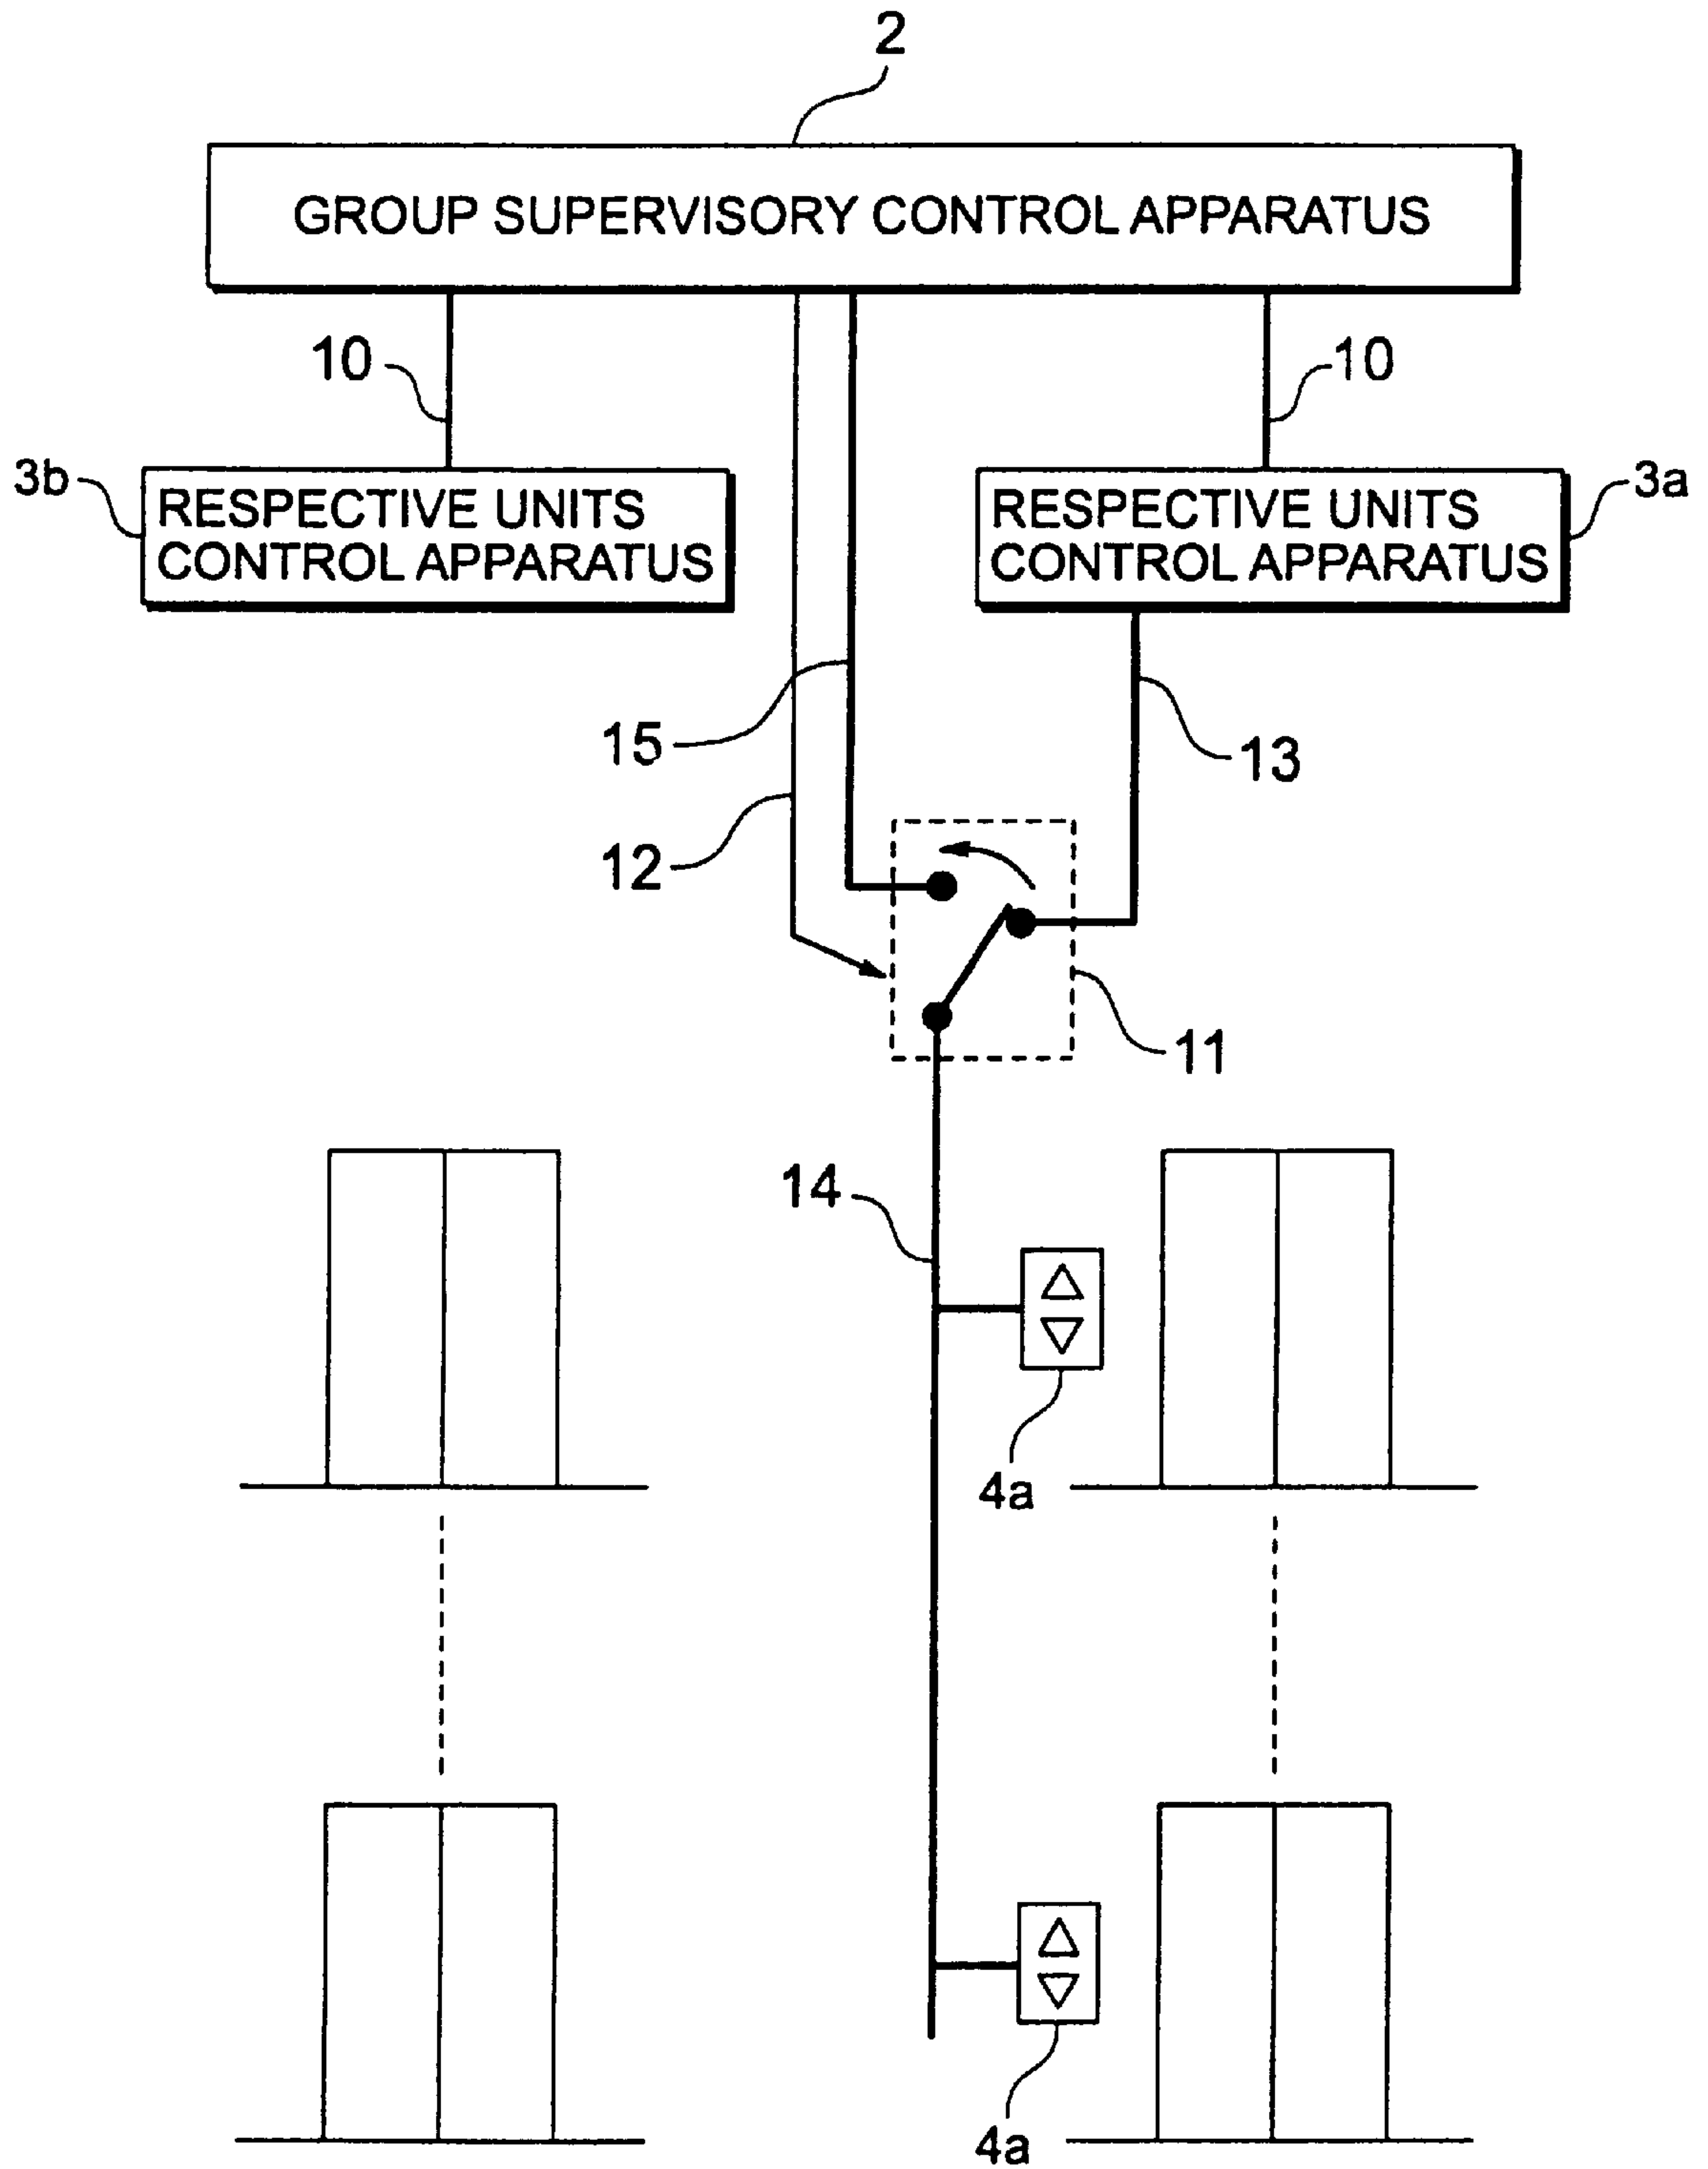 2
GROUP SUPERVISORY CONTROL APPARATUS
10
10
3b
RESPECTIVE UNITS
CONTROL APPARATUS
RESPECTIVE UNITS
CONTROL APPARATUS
3a
15
13
12
11
14
4a
4a